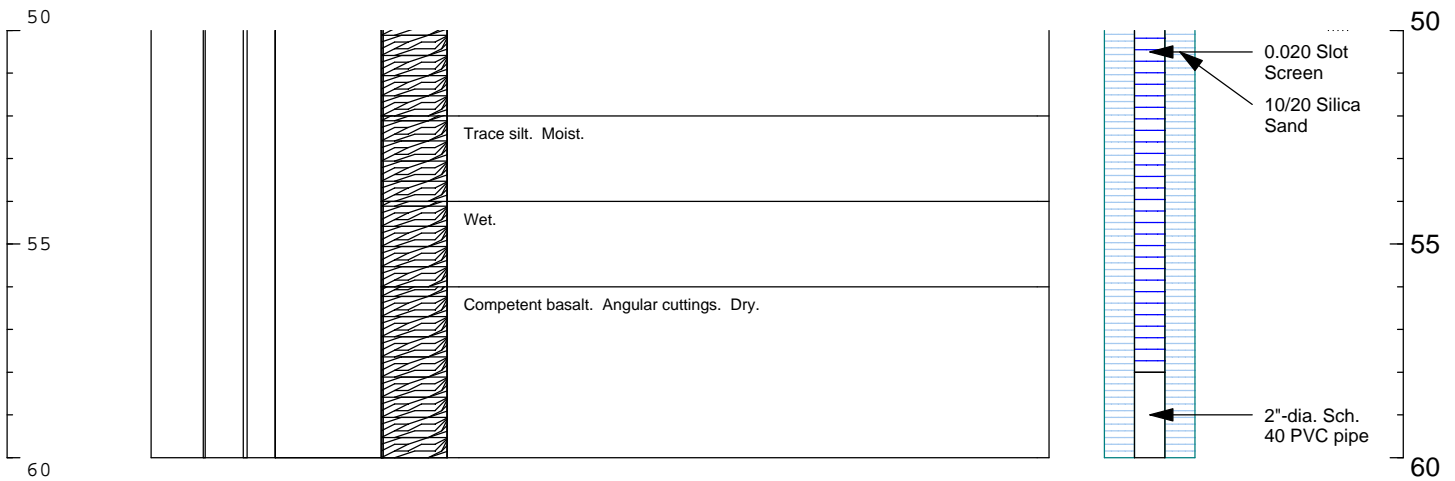 50
50
0.020 Slot
Screen
10/20 Silica
Sand
Trace silt. Moist.
Wet.
55
55
Competent basalt. Angular cuttings. Dry.
2"-dia. Sch.
40 PVC pipe
60
60